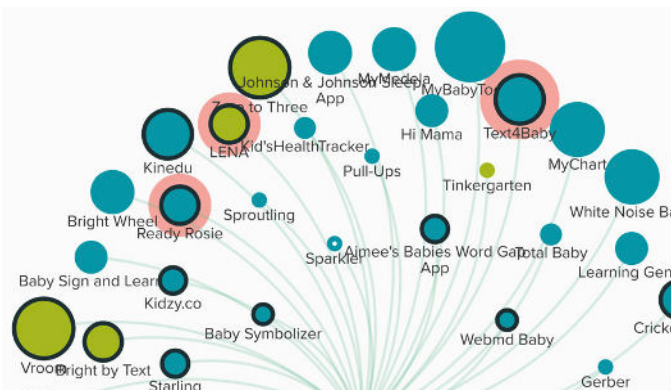 Johnson & Johnson Sleep
App
MyMedela
MyBabyToo
Zero to Three
Hi Mama
Text4Baby
LENA
Kid'sHealthTracker
Kinedu
Pull-Ups
MyChart
Tinkergarten
White Noise Ba
Bright Wheel
Sproutling
Ready Rosie
Sparkler
Aimee's Babies Word Gap
App
Total Baby
Learning Gen
Baby Sign and Learn
Kidzy.co
Cricke
Baby Symbolizer
Webmd Baby
Vroom
Bright by Text
Starling
Gerber